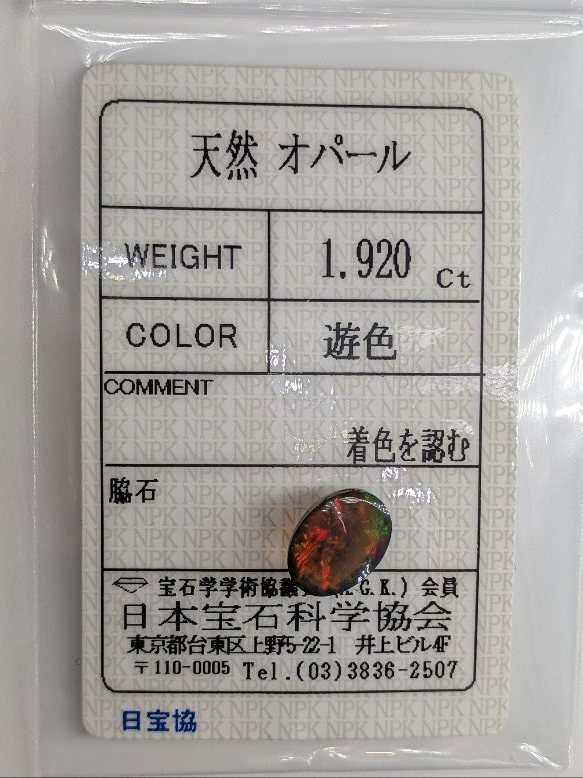 天然 オパール
WEIGHT 1.920 Ct
COLOR 遊色
COMMENT
着色を認む
脇石
宝石学学術協議 G.K.) 会員
日本宝石科学協会
東京都台東区上野5-22-1 井上ビル4F
〒110-0005 Tel.(03)3836-2507
日宝協